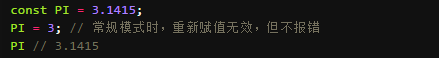 const PI = 3.1415;
PI = 3; // 常规模式时，重新赋值无效，但不报错
PI // 3.1415